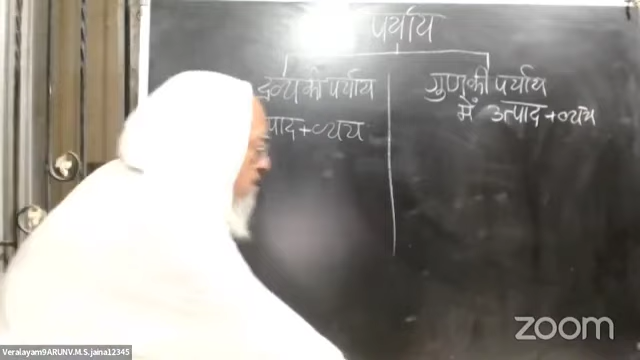 पर्याय
द्रव्य की पर्याय
पाद+व्यय
गुण की पर्याय
में उत्पाद+व्यय
zoom
Veralayam9ARUNV.M.S.jaina12345